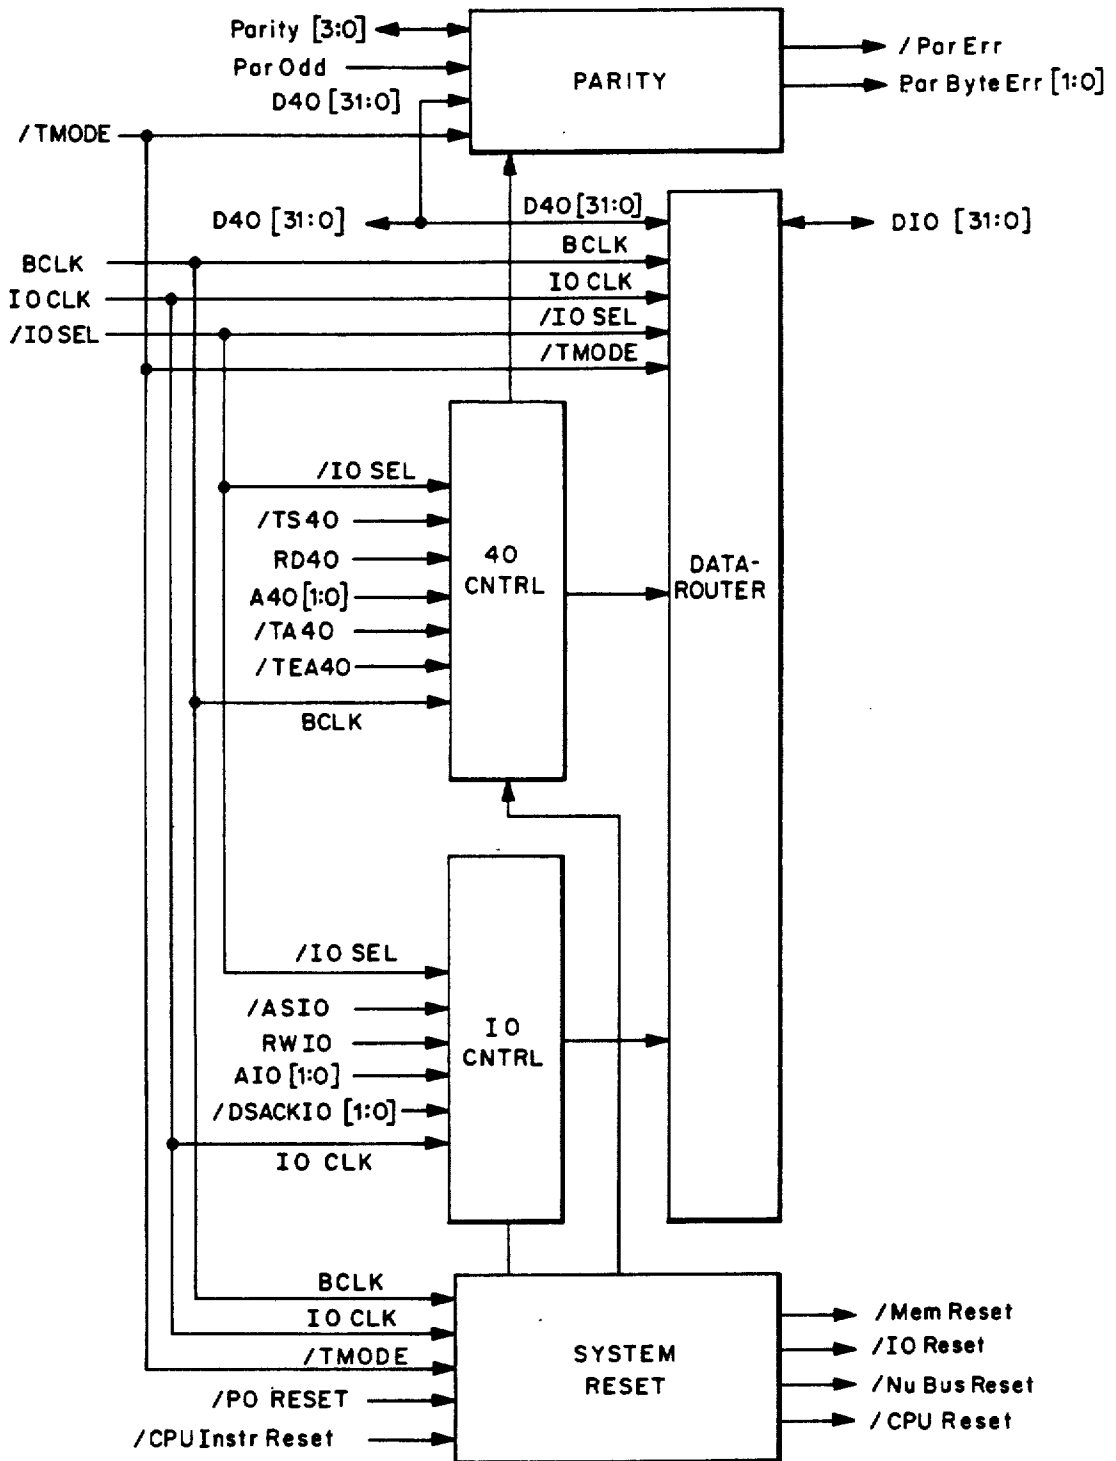 Parity [3:0]
Par Odd
D40 [31:0]
/TMODE
PARITY
/Par Err
Par Byte Err [1:0]
D40 [31:0]
D40 [31:0]
DIO [31:0]
BCLK
BCLK
IO CLK
IO CLK
/IO SEL
/IO SEL
/TMODE
/IO SEL
/TS40
RD40
A40 [1:0]
/TA40
/TEA40
BCLK
40
CNTRL
DATA-
ROUTER
/IO SEL
/ASIO
RWIO
AIO [1:0]
/DSACKIO [1:0]
IO CLK
IO
CNTRL
BCLK
IO CLK
/TMODE
/PO RESET
/CPU Instr Reset
SYSTEM
RESET
/Mem Reset
/IO Reset
/Nu Bus Reset
/CPU Reset